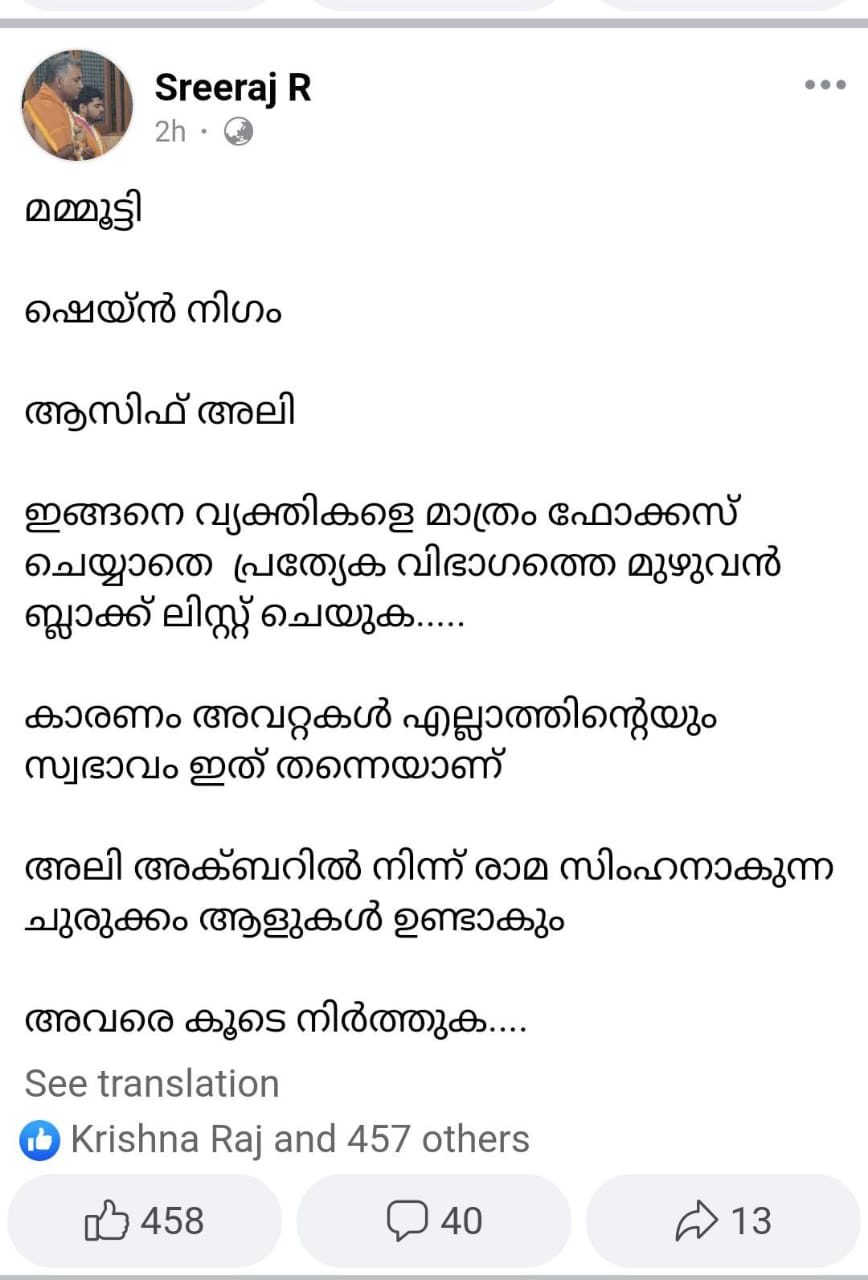 Sreeraj R
2h ·
മമ്മൂട്ടി
ഷെയ്ൻ നിഗം
ആസിഫ് അലി
ഇങ്ങനെ വ്യക്തികളെ മാത്രം ഫോക്കസ്
ചെയ്യാതെ പ്രത്യേക വിഭാഗത്തെ മുഴുവൻ
ബ്ലാക്ക് ലിസ്റ്റ് ചെയുക.....
കാരണം അവറ്റകൾ എല്ലാത്തിന്റെയും
സ്വഭാവം ഇത് തന്നെയാണ്
അലി അക്ബറിൽ നിന്ന് രാമ സിംഹനാകുന്ന
ചുരുക്കം ആളുകൾ ഉണ്ടാകും
അവരെ കൂടെ നിർത്തുക....
See translation
Krishna Raj and 457 others
458
40
13